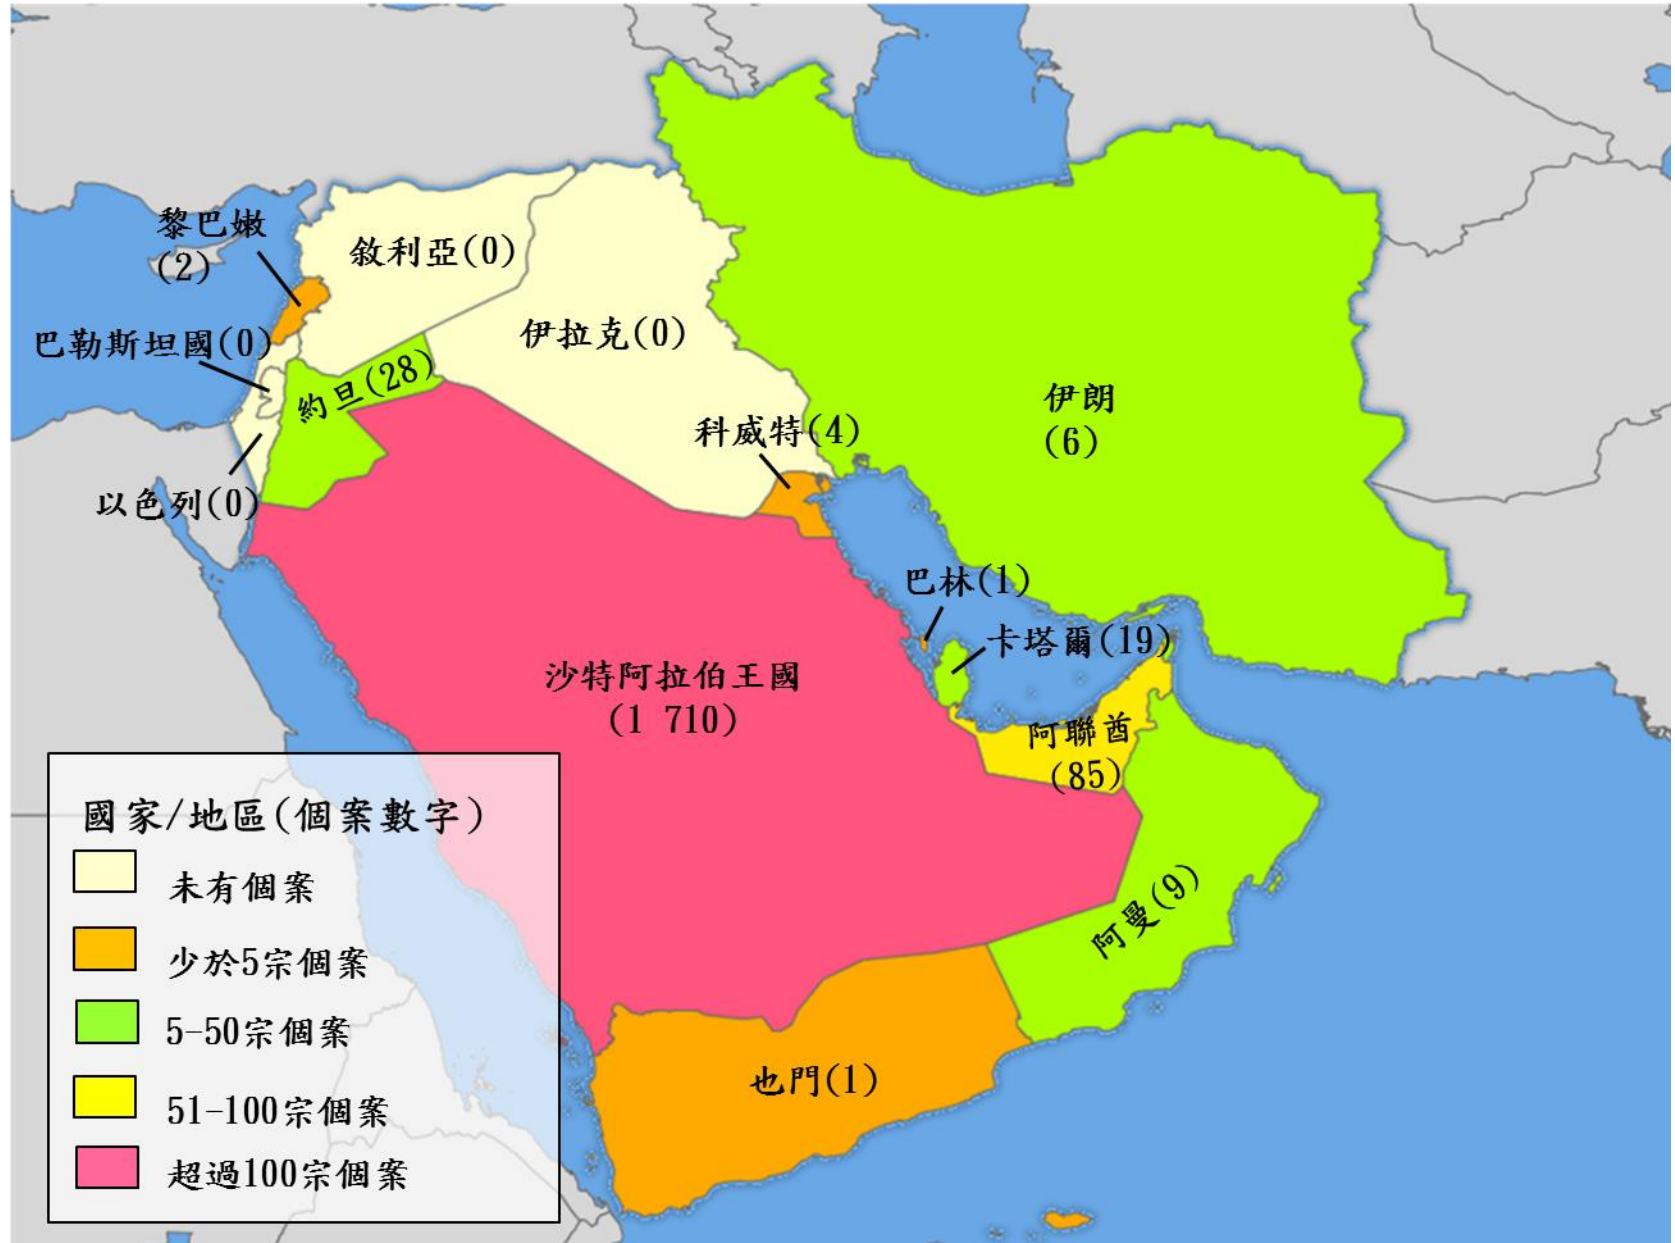 黎巴嫩
(2)
敘利亞(0)
巴勒斯坦國(0)
伊拉克(0)
約旦(28)
伊朗
(6)
科威特(4)
以色列(0)
巴林(1)
卡塔爾(19)
沙特阿拉伯王國
(1 710)
阿聯酋
(85)
阿曼(9)
也門(1)
國家/地區(個案數字)
未有個案
少於5宗個案
5-50宗個案
51-100宗個案
超過100宗個案